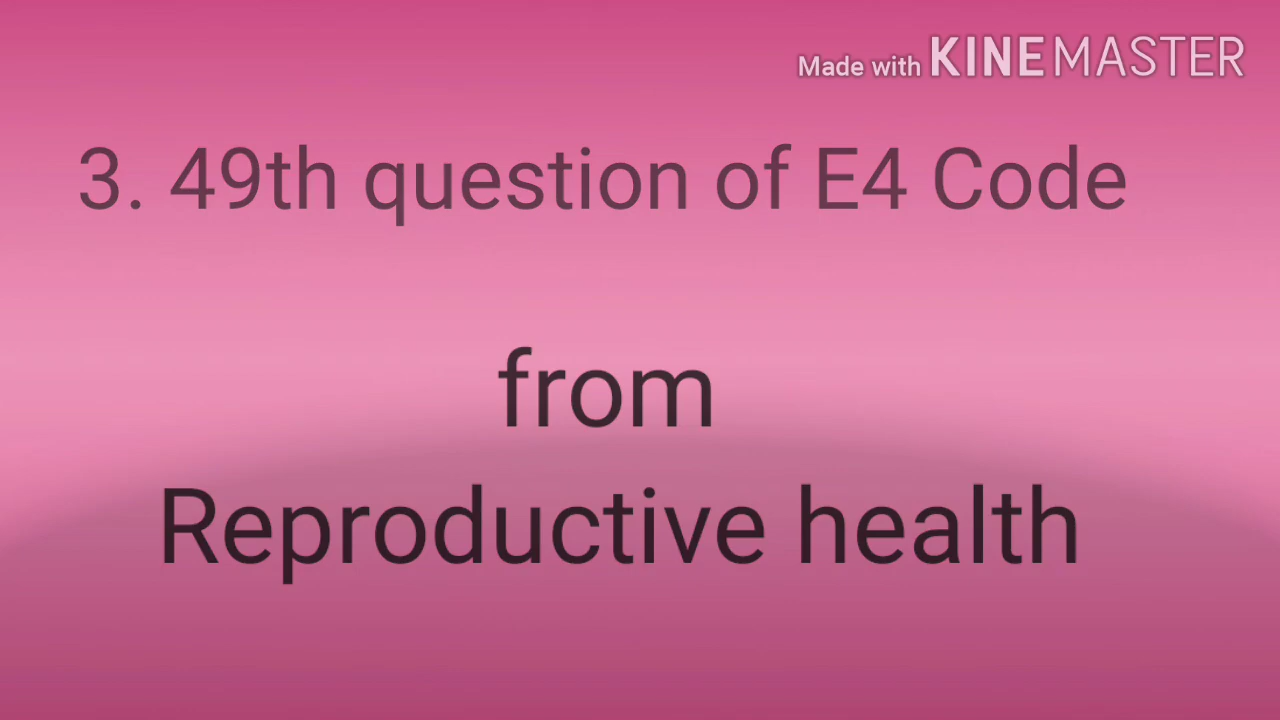 Made with KINEMASTER
3. 49th question of E4 Code
from
Reproductive health